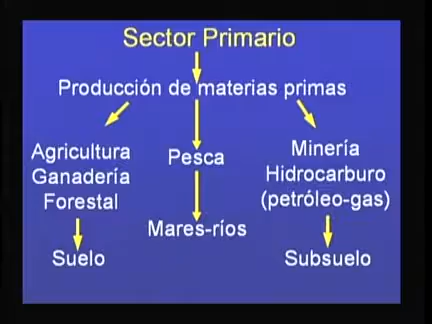 Sector Primario
Producción de materias primas
Agricultura
Ganadería
Forestal
Suelo
Pesca
Mares-ríos
Minería
Hidrocarburo
(petróleo-gas)
Subsuelo